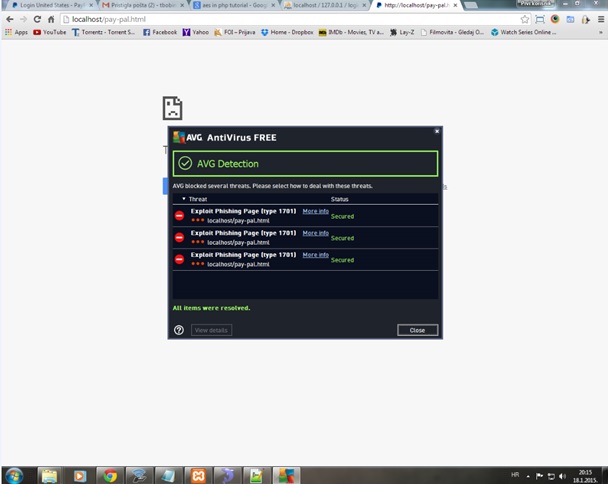 Login United States - Pay
Protigla pošta (2) - tbobin
aes in php tutoriel - Googl
localhost / 127.0.0.1 / log
http://localhost/pay-pal.h
localhost/pay-pal.html
Apps YouTube Torrentz - Torrent S... Facebook Yahoo FOI – Prijava Home - Dropbox IMDb - Movies, TV a... Lay-Z Filmovita – Gledaj O... Watch Series Online ...
AVG AntiVirus FREE
AVG Detection
AVG blocked several threats. Please select how to deal with these threats.
Threat Status
Exploit Phishing Page [type 1701] More info
localhost/pay-pal.html Secured
Exploit Phishing Page [type 1701] More info
localhost/pay-pal.html Secured
Exploit Phishing Page [type 1701] More info
localhost/pay-pal.html Secured
All items were resolved.
View details Close
HR 20:15
18.1.2015.